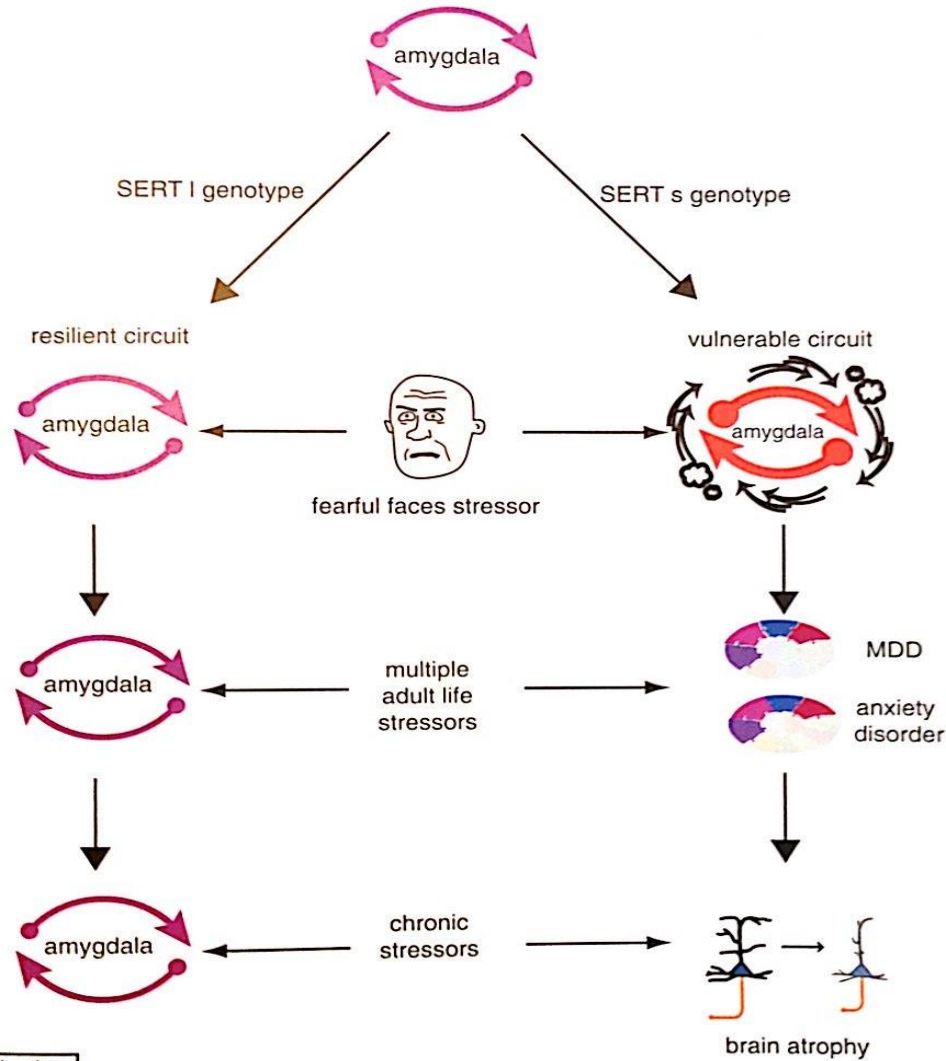 amygdala
SERT l genotype
SERT s genotype
resilient circuit
vulnerable circuit
amygdala
amygdala
fearful faces stressor
amygdala
multiple
adult life
stressors
MDD
anxiety
disorder
amygdala
chronic
stressors
brain atrophy